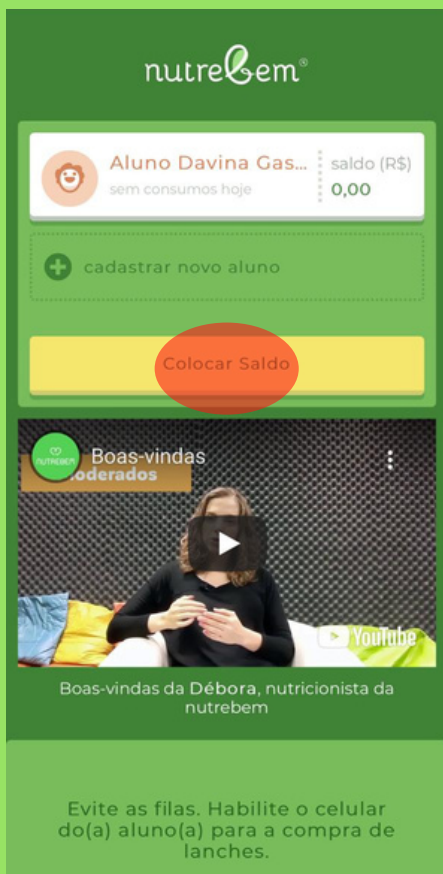 nutrebem®
Aluno Davina Gas...
saldo (R$)
sem consumos hoje
0,00
cadastrar novo aluno
Colocar Saldo
NUTREBEM
Boas-vindas
oderados
YouTube
Boas-vindas da Débora, nutricionista da
nutrebem
Evite as filas. Habilite o celular
do(a) aluno(a) para a compra de
lanches.